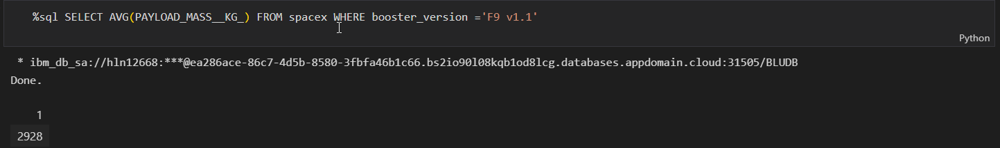 %sql SELECT AVG(PAYLOAD_MASS__KG_) FROM spacex WHERE booster_version ='F9 v1.1'
Python
* ibm_db_sa://hln12668:***@ea286ace-86c7-4d5b-8580-3fbfa46b1c66.bs2io90l08kqb1od8lcg.databases.appdomain.cloud:31505/BLUDB
Done.
1
2928